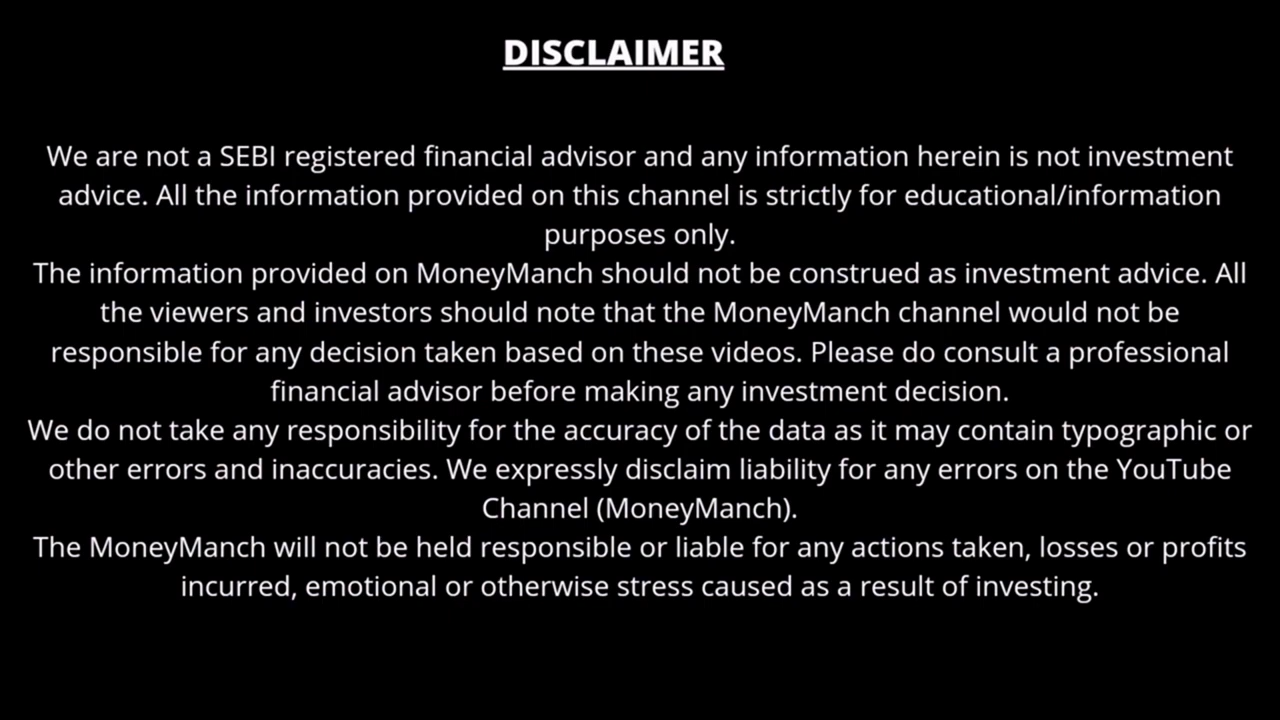 DISCLAIMER
We are not a SEBI registered financial advisor and any information herein is not investment
advice. All the information provided on this channel is strictly for educational/information
purposes only.
The information provided on MoneyManch should not be construed as investment advice. All
the viewers and investors should note that the MoneyManch channel would not be
responsible for any decision taken based on these videos. Please do consult a professional
financial advisor before making any investment decision.
We do not take any responsibility for the accuracy of the data as it may contain typographic or
other errors and inaccuracies. We expressly disclaim liability for any errors on the YouTube
Channel (MoneyManch).
The MoneyManch will not be held responsible or liable for any actions taken, losses or profits
incurred, emotional or otherwise stress caused as a result of investing.